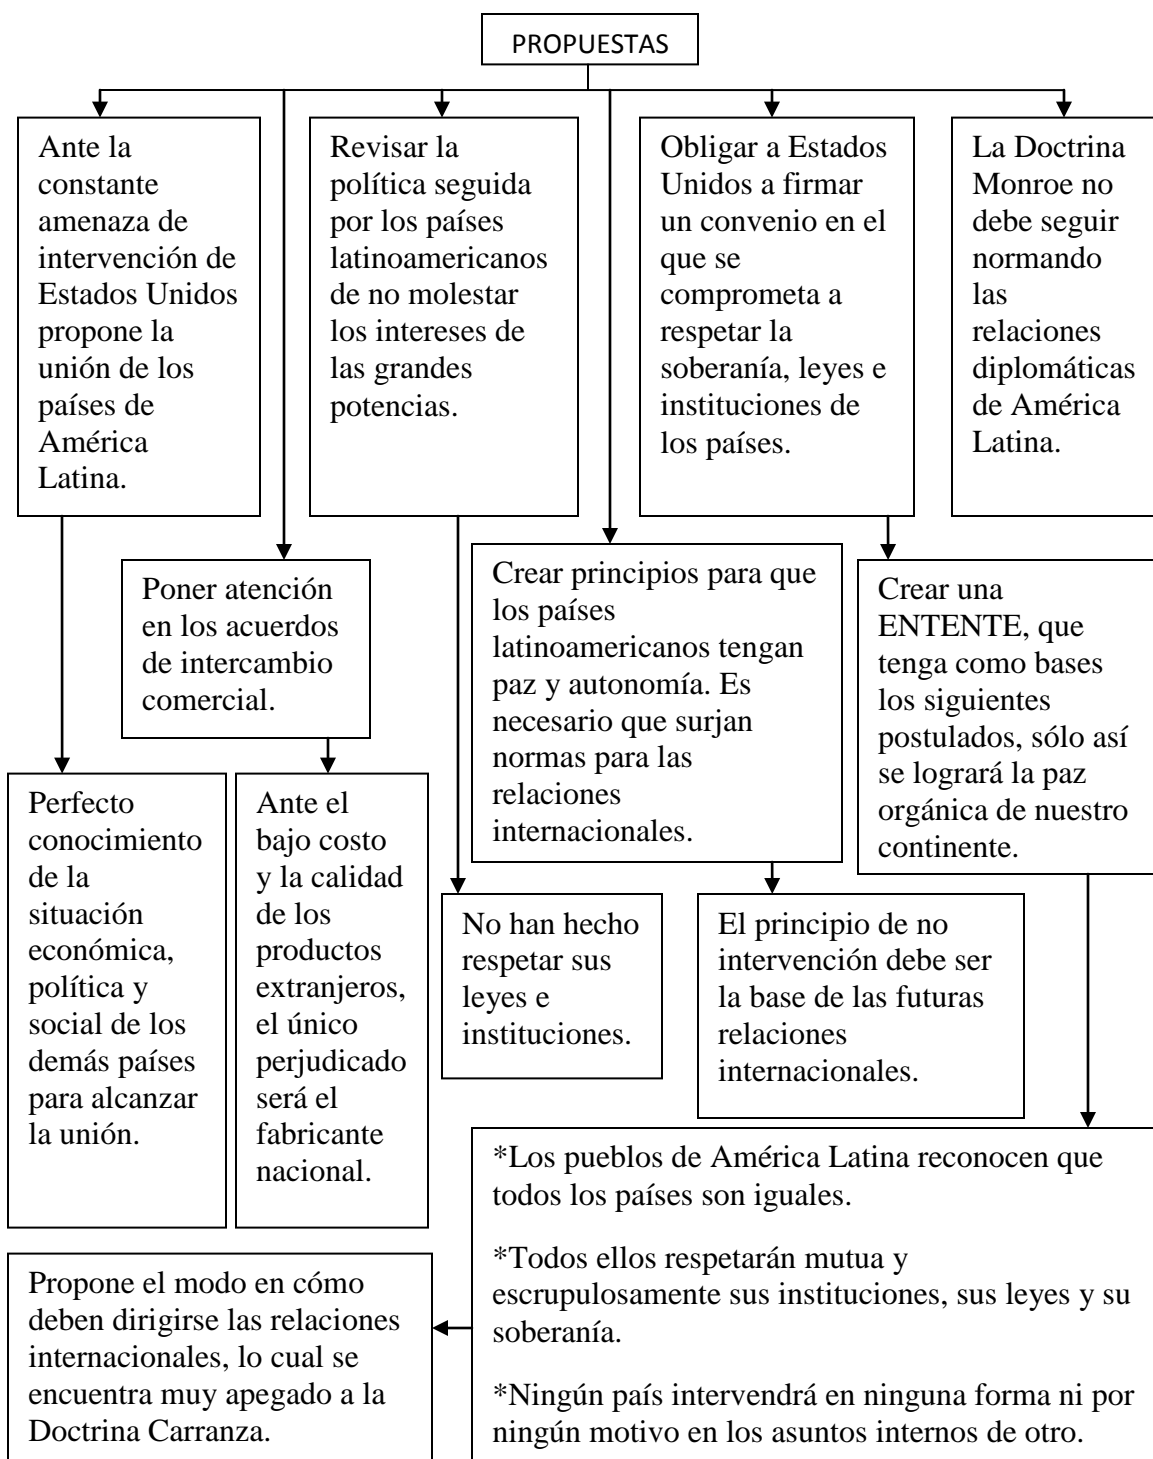 PROPUESTAS
Ante la
constante
amenaza de
intervención de
Estados Unidos
propone la
unión de los
países de
América
Latina.
Revisar la
política seguida
por los países
latinoamericanos
de no molestar
los intereses de
las grandes
potencias.
Obligar a Estados
Unidos a firmar
un convenio en el
que se
comprometa a
respetar la
soberanía, leyes e
instituciones de
los países.
La Doctrina
Monroe no
debe seguir
normando
las
relaciones
diplomáticas
de América
Latina.
Poner atención
en los acuerdos
de intercambio
comercial.
Crear principios para que
los países
latinoamericanos tengan
paz y autonomía. Es
necesario que surjan
normas para las
relaciones
internacionales.
Crear una
ENTENTE, que
tenga como bases
los siguientes
postulados, sólo así
se logrará la paz
orgánica de nuestro
continente.
Perfecto
conocimiento
de la
situación
económica,
política y
social de los
demás países
para alcanzar
la unión.
Ante el
bajo costo
y la calidad
de los
productos
extranjeros,
el único
perjudicado
será el
fabricante
nacional.
No han hecho
respetar sus
leyes e
instituciones.
El principio de no
intervención debe ser
la base de las futuras
relaciones
internacionales.
*Los pueblos de América Latina reconocen que
todos los países son iguales.
*Todos ellos respetarán mutua y
escrupulosamente sus instituciones, sus leyes y su
soberanía.
*Ningún país intervendrá en ninguna forma ni por
ningún motivo en los asuntos internos de otro.
Propone el modo en cómo
deben dirigirse las relaciones
internacionales, lo cual se
encuentra muy apegado a la
Doctrina Carranza.